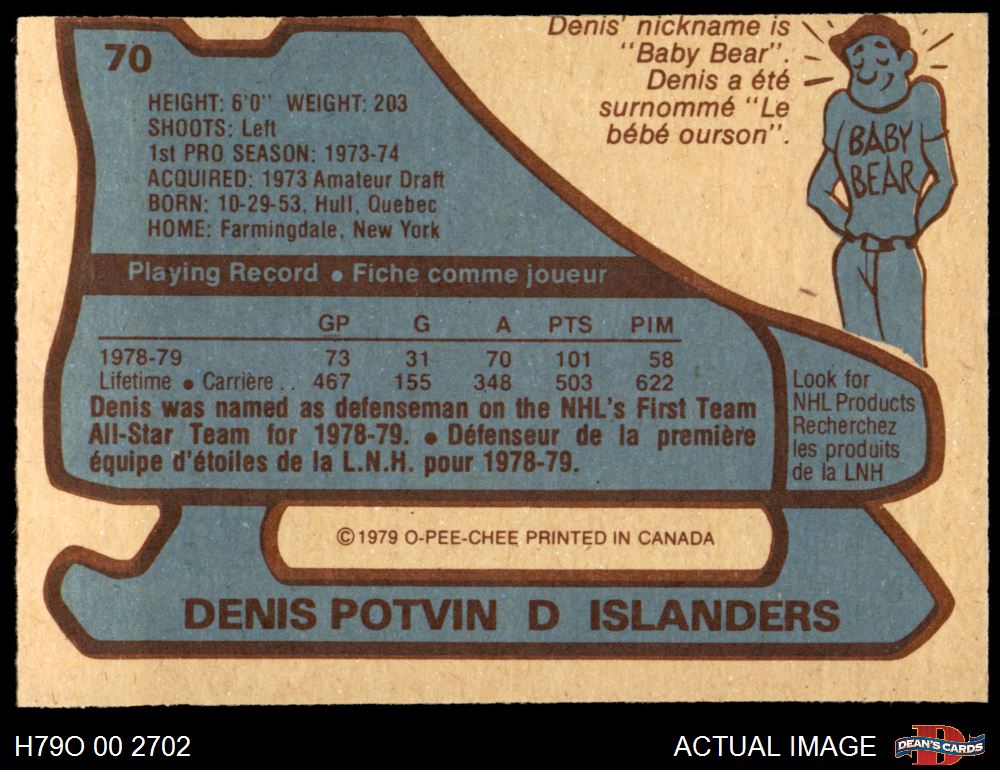 70
HEIGHT: 6'0" WEIGHT: 203
SHOOTS: Left
1st PRO SEASON: 1973-74
ACQUIRED: 1973 Amateur Draft
BORN: 10-29-53, Hull, Quebec
HOME: Farmingdale, New York
Denis' nickname is
"Baby Bear".
Denis a été
surnommé "Le
bébé ourson".
BABY
BEAR
Playing Record • Fiche comme joueur
GP G A PTS PIM
1978-79 73 31 70 101 58
Lifetime • Carrière . . 467 155 348 503 622
Denis was named as defenseman on the NHL's First Team
All-Star Team for 1978-79. • Défenseur de la première
équipe d'étoiles de la L.N.H. pour 1978-79.
Look for
NHL Products
Recherchez
les produits
de la LNH
©1979 O-PEE-CHEE PRINTED IN CANADA
DENIS POTVIN D ISLANDERS
H79O 00 2702
ACTUAL IMAGE
D
DEAN'S CARDS